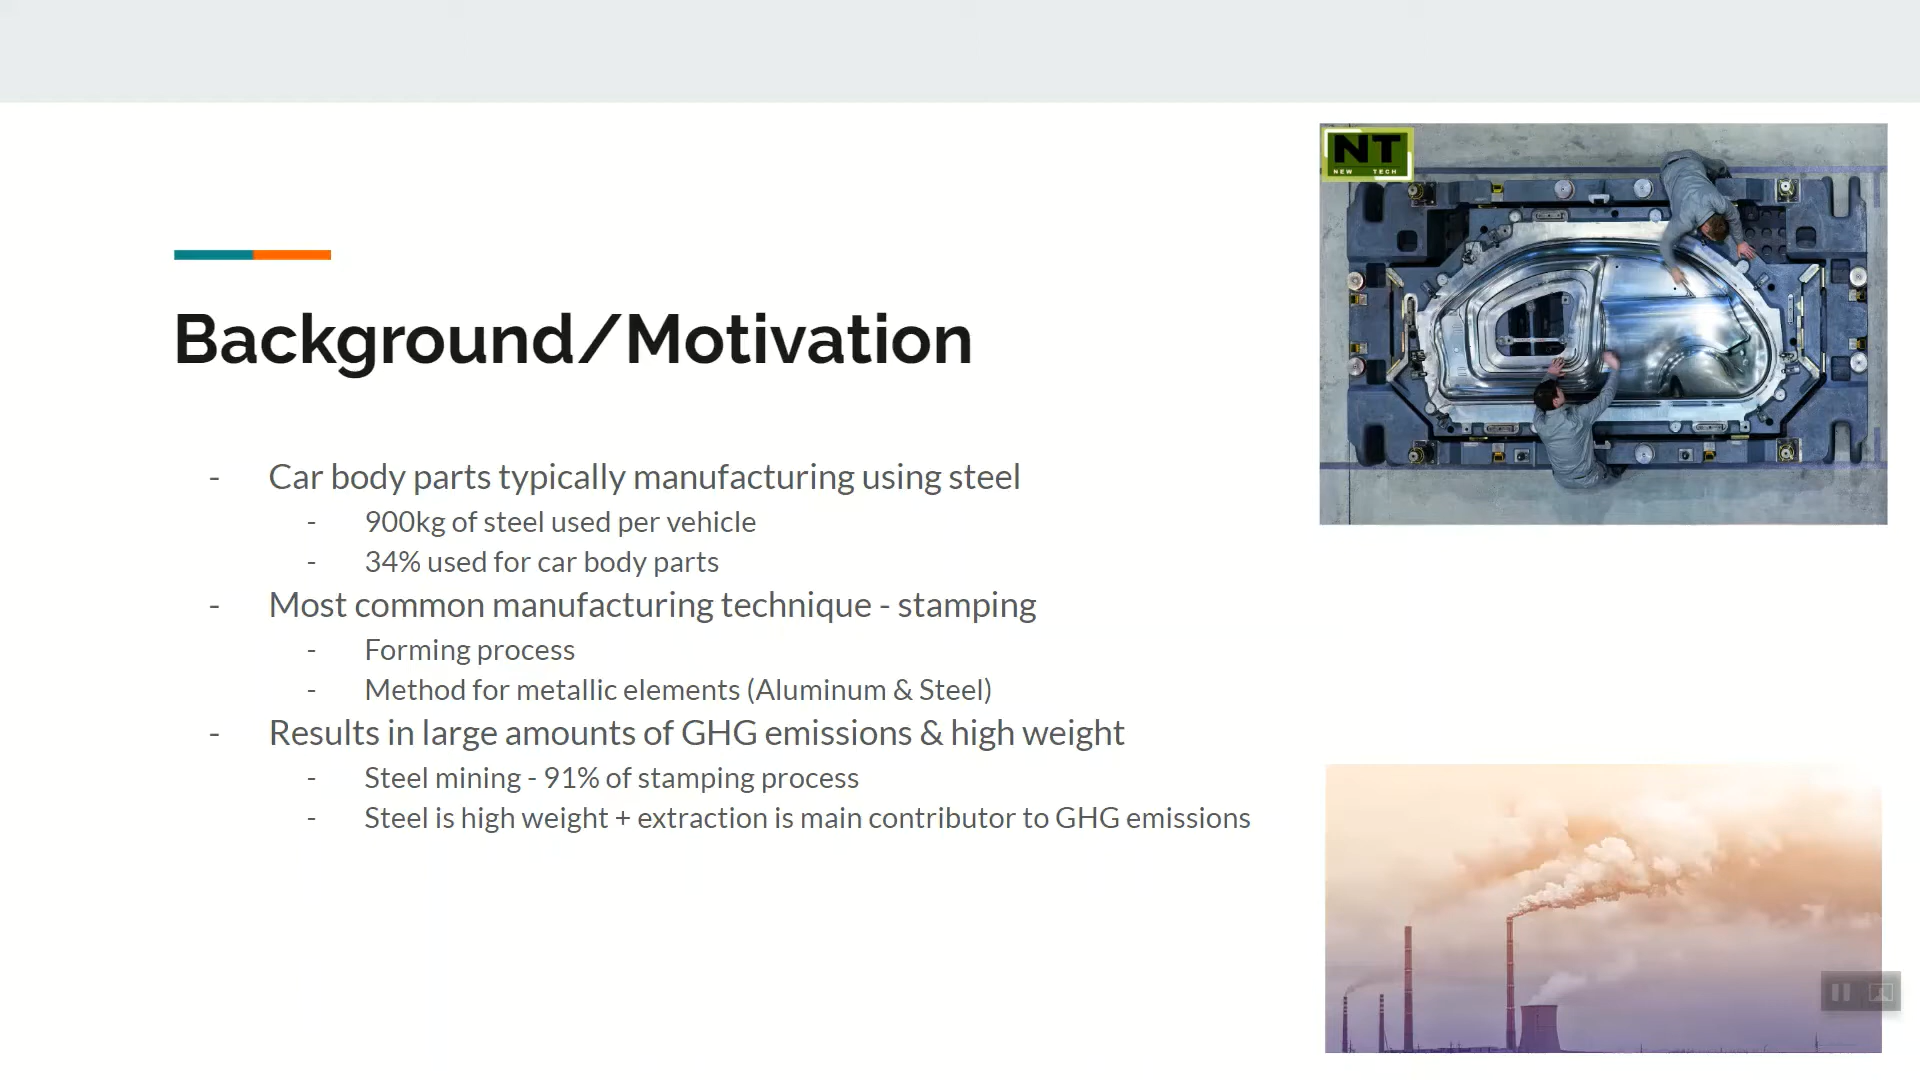 NT
NEW TECH
Background/Motivation
- Car body parts typically manufacturing using steel
- 900kg of steel used per vehicle
- 34% used for car body parts
- Most common manufacturing technique - stamping
- Forming process
- Method for metallic elements (Aluminum & Steel)
- Results in large amounts of GHG emissions & high weight
- Steel mining - 91% of stamping process
- Steel is high weight + extraction is main contributor to GHG emissions